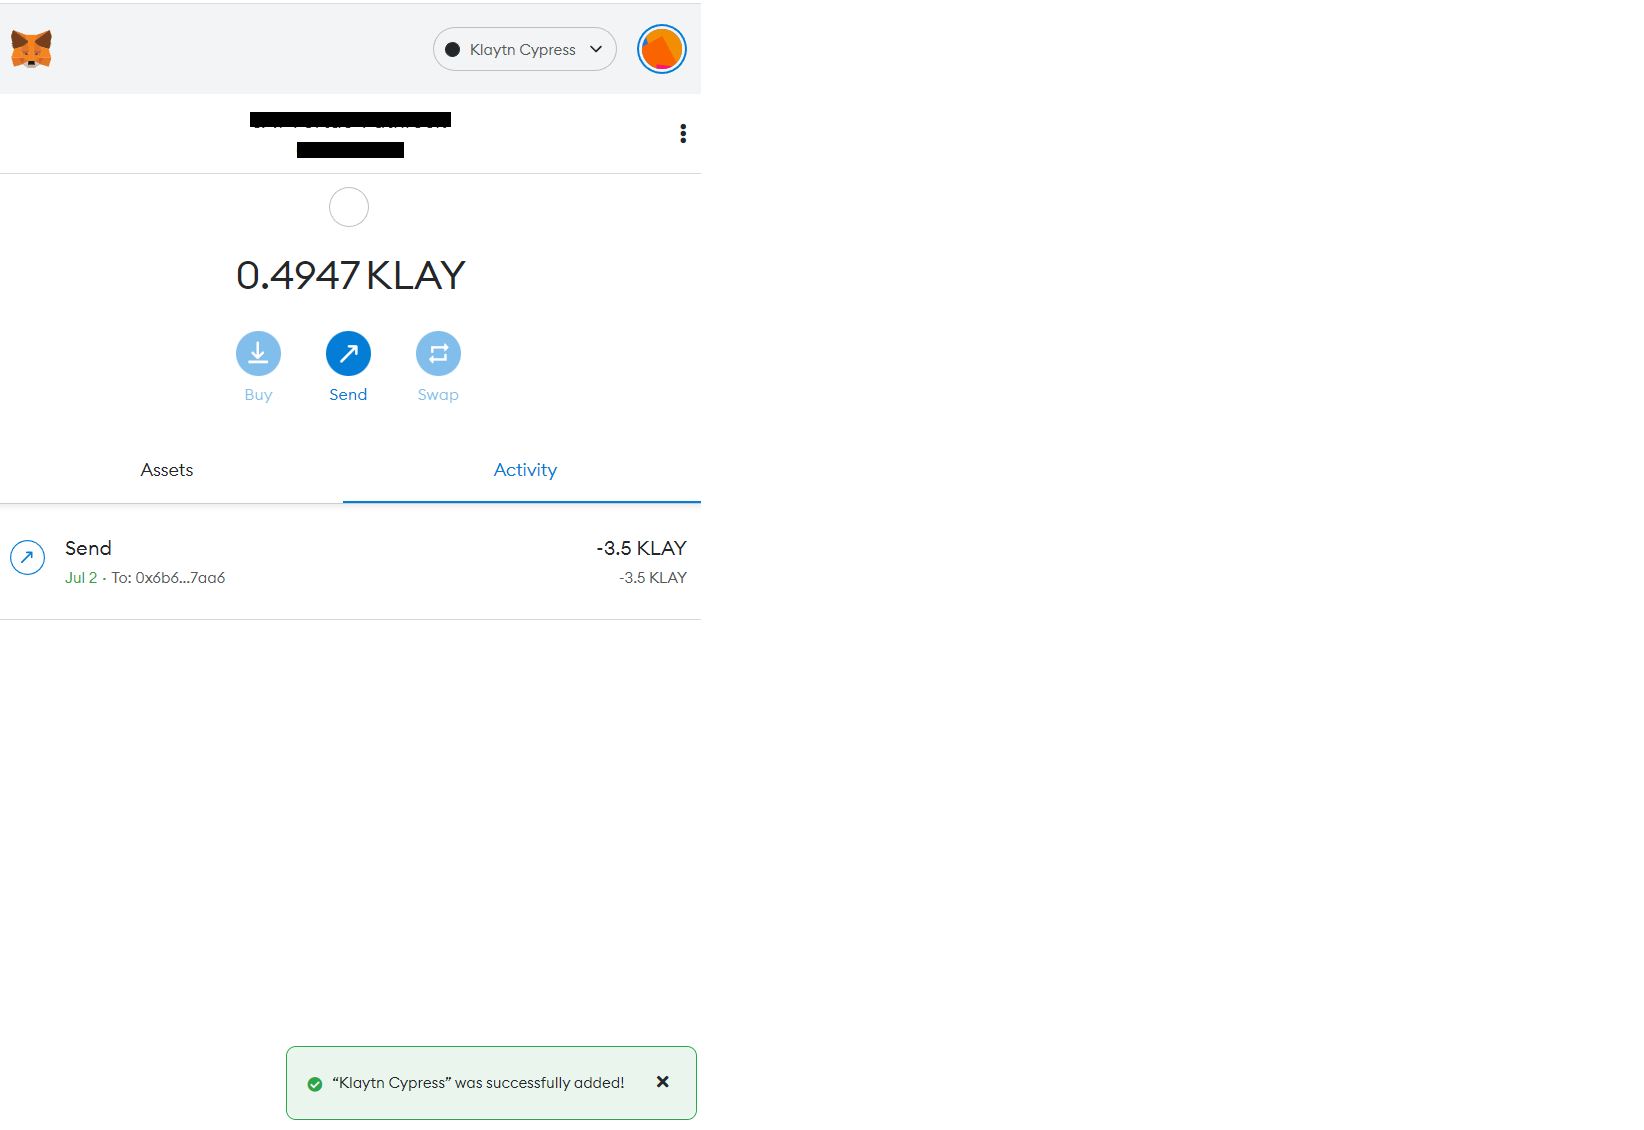 Klaytn Cypress
0.4947 KLAY
Buy Send Swap
Assets Activity
Send -3.5 KLAY
Jul 2 · To: 0x6b6...7aa6 -3.5 KLAY
“Klaytn Cypress” was successfully added!